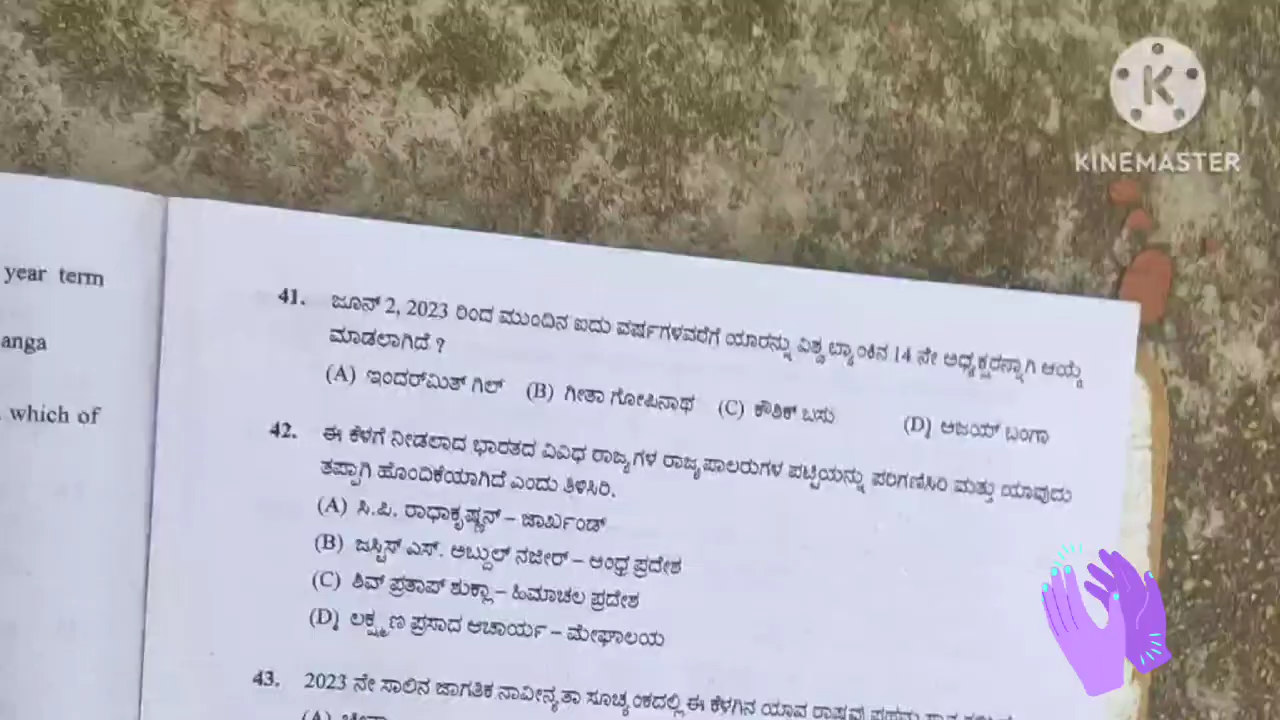 KINEMASTER
year term
anga
which of
41. ಜೂನ್ 2, 2023 ರಿಂದ ಮುಂದಿನ ಐದು ವರ್ಷಗಳವರೆಗೆ ಯಾರನ್ನು ವಿಶ್ವ ಬ್ಯಾಂಕಿನ 14 ನೇ ಅಧ್ಯಕ್ಷರನ್ನಾಗಿ ಆಯ್ಕೆ
ಮಾಡಲಾಗಿದೆ ?
(A) ಇಂದರ್‌ಮಿತ್ ಗಿಲ್ (B) ಗೀತಾ ಗೋಪಿನಾಥ (C) ಕೌಶಿಕ್ ಬಸು (D) ಅಜಯ್ ಬಂಗಾ
42. ಈ ಕೆಳಗೆ ನೀಡಲಾದ ಭಾರತದ ವಿವಿಧ ರಾಜ್ಯಗಳ ರಾಜ್ಯಪಾಲರುಗಳ ಪಟ್ಟಿಯನ್ನು ಪರಿಗಣಿಸಿರಿ ಮತ್ತು ಯಾವುದು
ತಪ್ಪಾಗಿ ಹೊಂದಿಕೆಯಾಗಿದೆ ಎಂದು ತಿಳಿಸಿರಿ.
(A) ಸಿ.ಪಿ. ರಾಧಾಕೃಷ್ಣನ್ – ಜಾರ್ಖಂಡ್
(B) ಜಸ್ಟಿಸ್ ಎಸ್. ಅಬ್ದುಲ್ ನಜೀರ್ – ಆಂಧ್ರ ಪ್ರದೇಶ
(C) ಶಿವ್ ಪ್ರತಾಪ್ ಶುಕ್ಲಾ – ಹಿಮಾಚಲ ಪ್ರದೇಶ
(D) ಲಕ್ಷ್ಮಣ ಪ್ರಸಾದ ಆಚಾರ್ಯ – ಮೇಘಾಲಯ
43. 2023 ನೇ ಸಾಲಿನ ಜಾಗತಿಕ ನಾವೀನ್ಯತಾ ಸೂಚ್ಯಂಕದಲ್ಲಿ ಈ ಕೆಳಗಿನ ಯಾವ
(A)